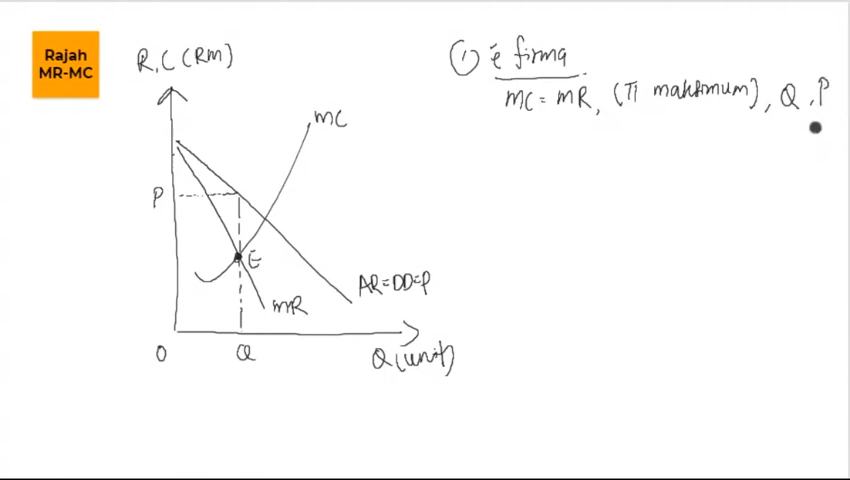 Rajah
MR-MC
R,C (RM)
① é firma
MC = MR, (π maksimum), Q, P
MC
P
E
AR=DD=P
MR
O
Q
Q (unit)